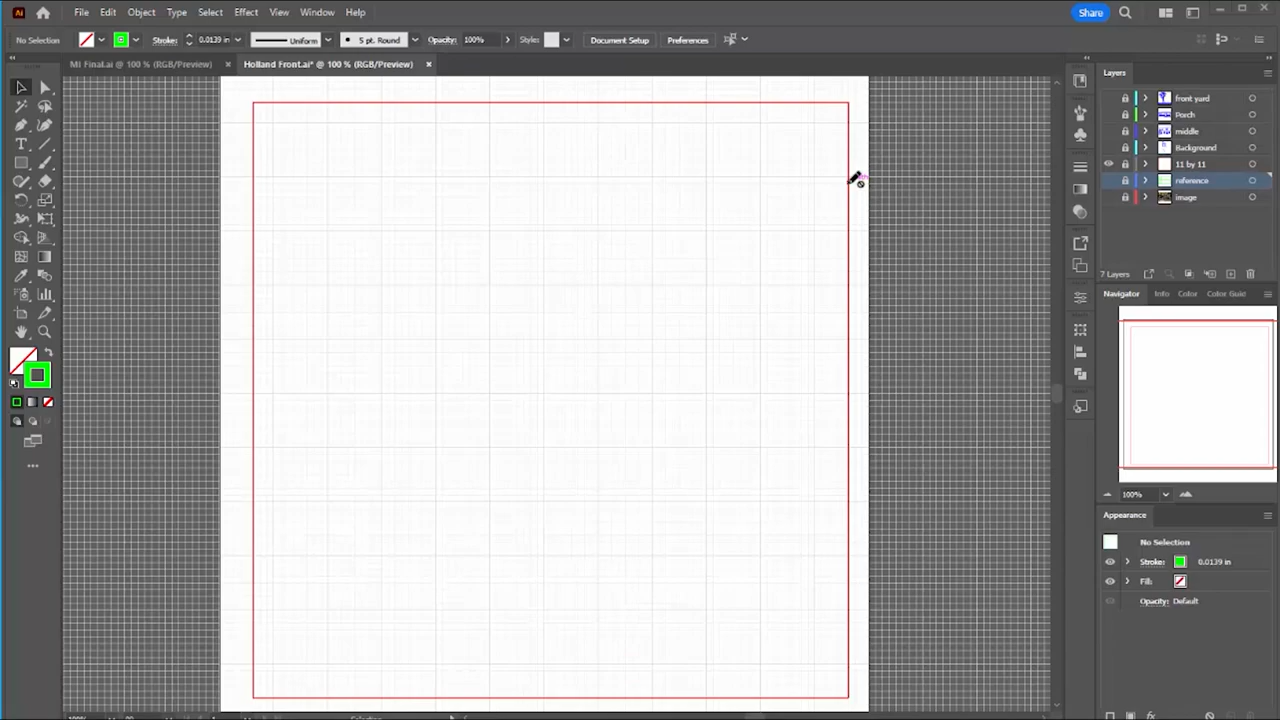 Ai File Edit Object Type Select Effect View Window Help Share
No Selection Stroke: 0.0139 in Uniform 5 pt. Round Opacity: 100% Style: Document Setup Preferences
MI Final.ai @ 100 % (RGB/Preview) × Holland Front.ai* @ 100 % (RGB/Preview) ×
Layers
front yard
Porch
middle
Background
11 by 11
reference
image
7 Layers
Navigator Info Color Color Guid
100%
Appearance
No Selection
Stroke: 0.0139 in
Fill:
Opacity: Default
fx